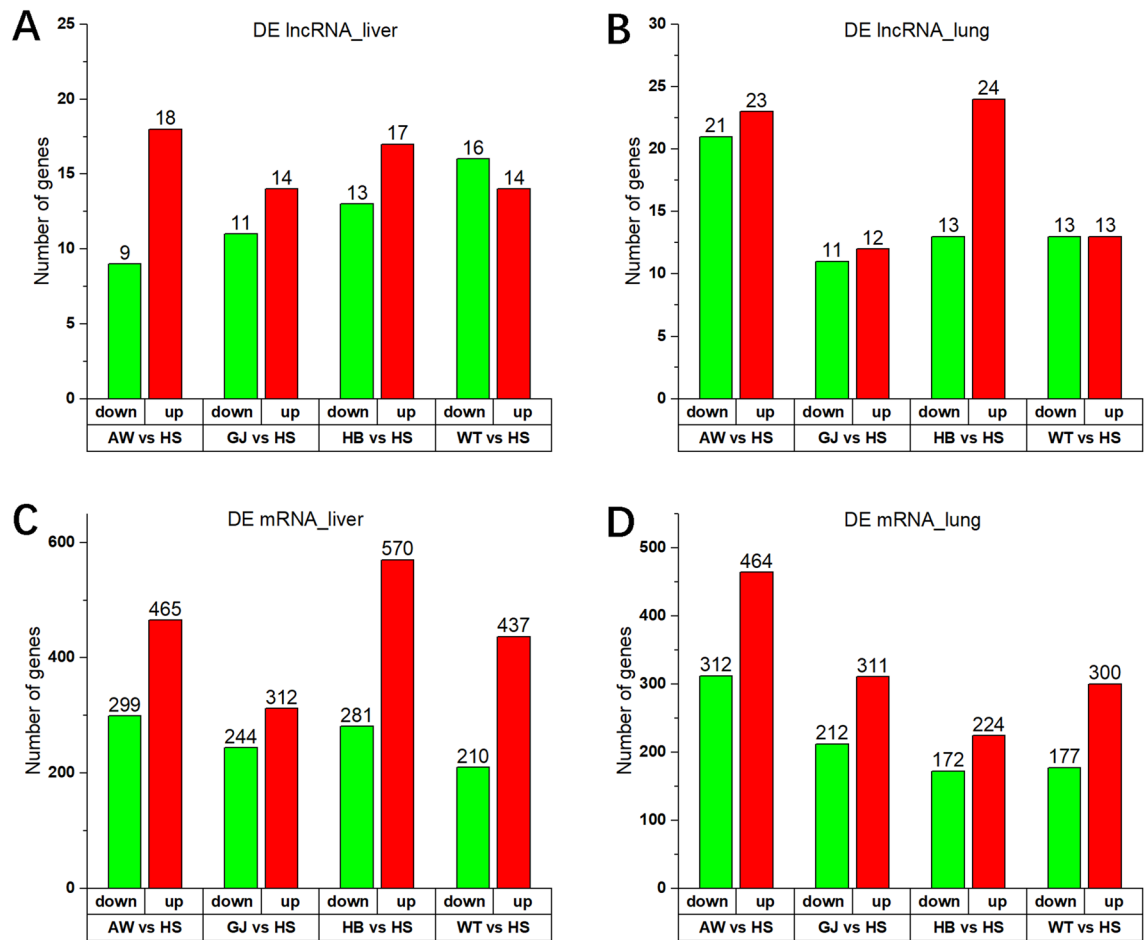 A
DE lncRNA_liver
Number of genes
25
20
15
10
5
0
9
18
11
14
13
17
16
14
down up down up down up down up
AW vs HS GJ vs HS HB vs HS WT vs HS
B
DE lncRNA_lung
Number of genes
30
25
20
15
10
5
0
21
23
11
12
13
24
13
13
down up down up down up down up
AW vs HS GJ vs HS HB vs HS WT vs HS
C
DE mRNA_liver
Number of genes
600
400
200
0
299
465
244
312
281
570
210
437
down up down up down up down up
AW vs HS GJ vs HS HB vs HS WT vs HS
D
DE mRNA_lung
Number of genes
500
400
300
200
100
0
312
464
212
311
172
224
177
300
down up down up down up down up
AW vs HS GJ vs HS HB vs HS WT vs HS